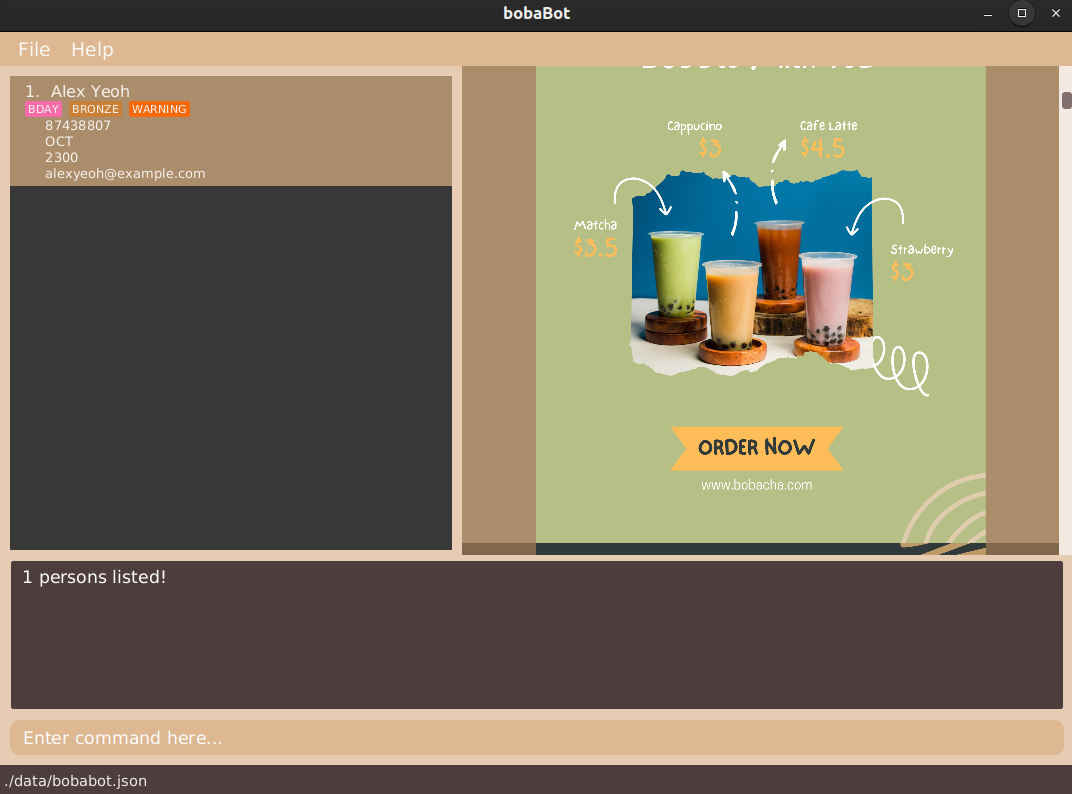 bobaBot
File Help
1. Alex Yeoh
BDAY BRONZE WARNING
87438807
OCT
2300
alexyeoh@example.com
Cappucino
$3
Cafe Latte
$4.5
Matcha
$3.5
Strawberry
$3
ORDER NOW
www.bobacha.com
1 persons listed!
Enter command here...
./data/bobabot.json